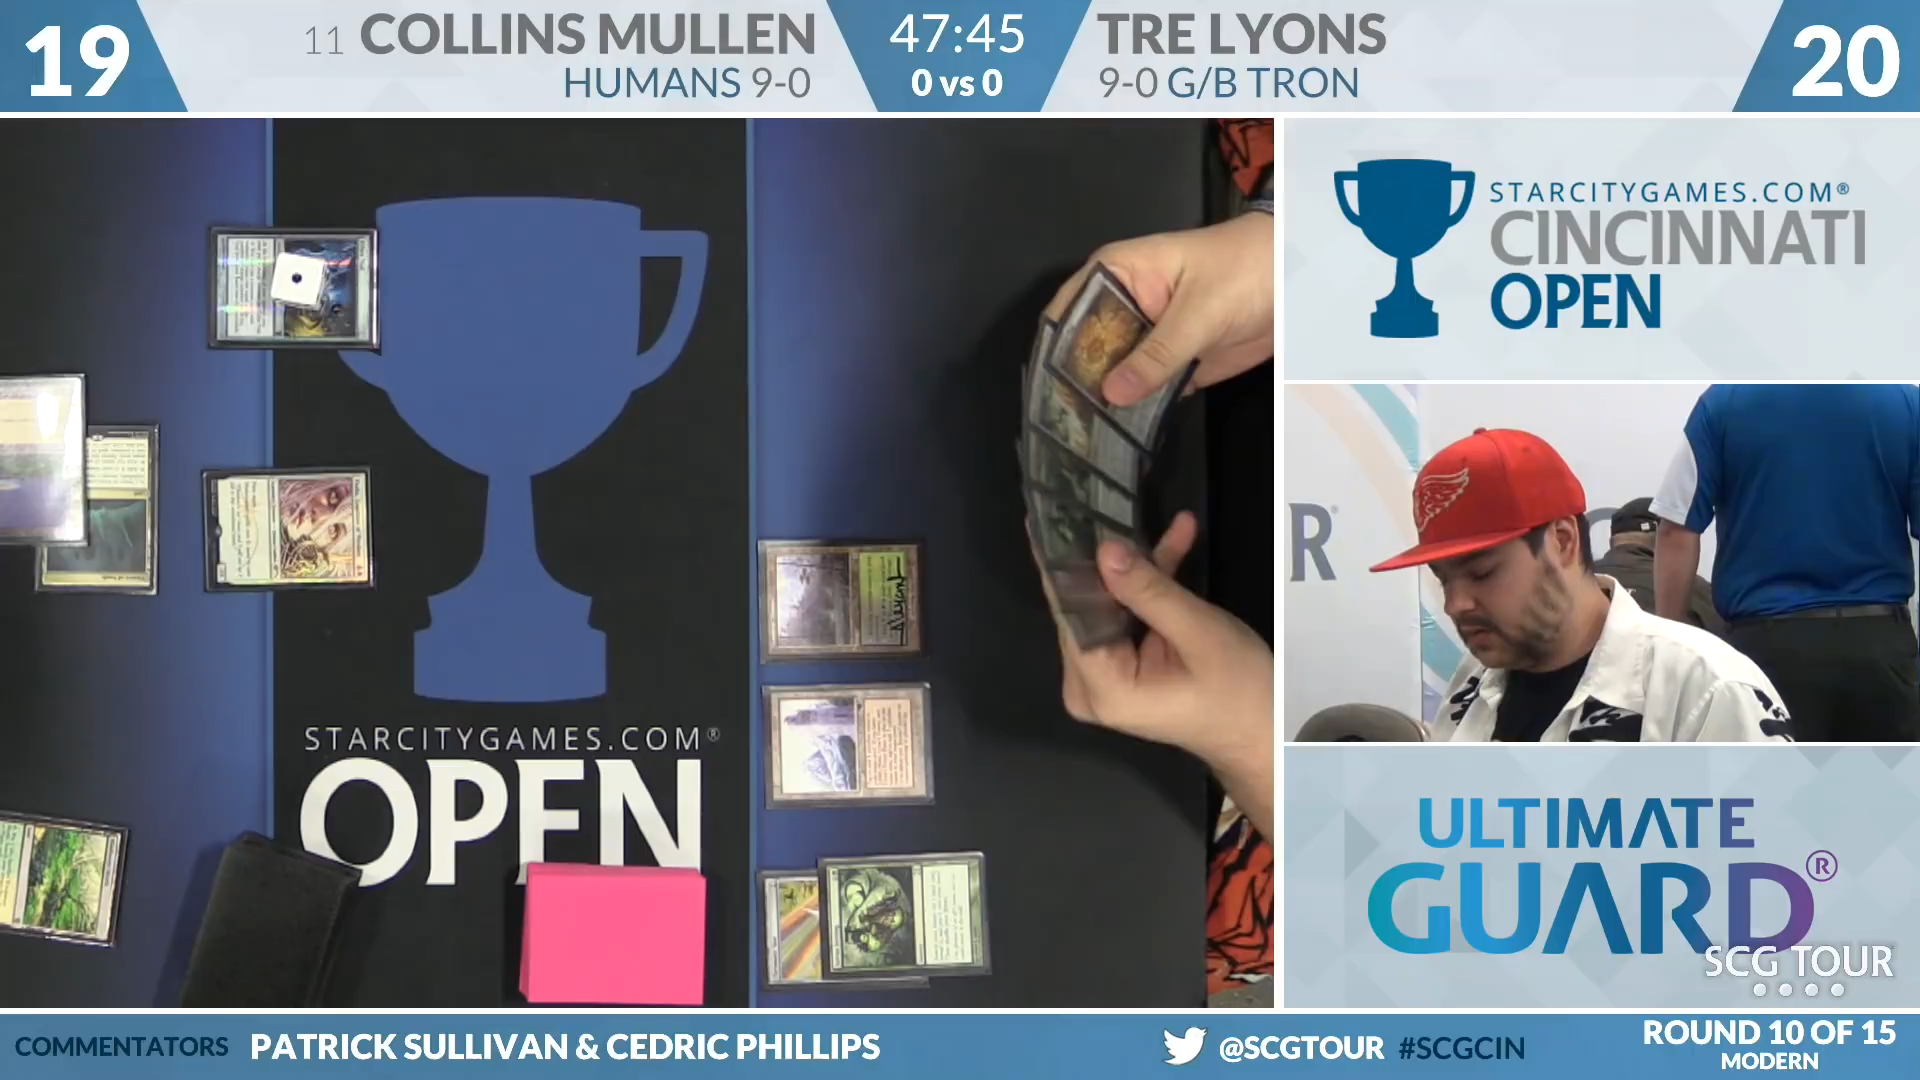 19
11 COLLINS MULLEN
HUMANS 9-0
47:45
0 vs 0
TRE LYONS
9-0 G/B TRON
20
STARCITYGAMES.COM®
CINCINNATI
OPEN
R®
STARCITYGAMES.COM®
OPEN
ULTIMATE
GUARD®
SCG TOUR
COMMENTATORS PATRICK SULLIVAN & CEDRIC PHILLIPS
@SCGTOUR #SCGCIN
ROUND 10 OF 15
MODERN